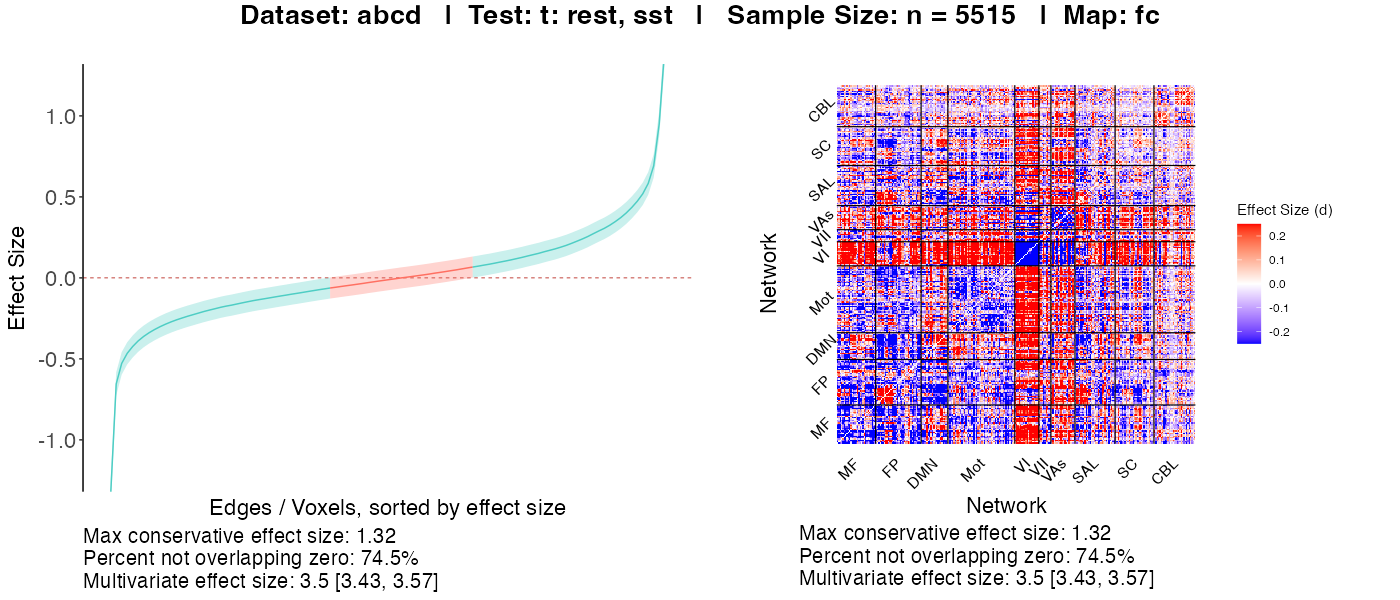 Dataset: abcd | Test: t: rest, sst | Sample Size: n = 5515 | Map: fc
Effect Size
1.0
0.5
0.0
-0.5
-1.0
Edges / Voxels, sorted by effect size
Max conservative effect size: 1.32
Percent not overlapping zero: 74.5%
Multivariate effect size: 3.5 [3.43, 3.57]
Network
CBL
SC
SAL
VAs
VII
VI
Mot
DMN
FP
MF
MF FP DMN Mot VI VII VAs SAL SC CBL
Network
Max conservative effect size: 1.32
Percent not overlapping zero: 74.5%
Multivariate effect size: 3.5 [3.43, 3.57]
Effect Size (d)
0.2
0.1
0.0
-0.1
-0.2